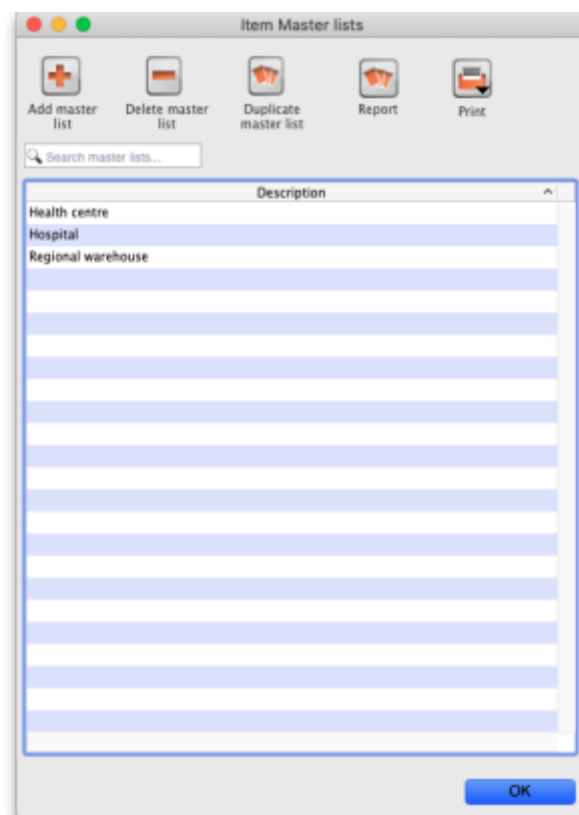 Item Master lists
Add master list
Delete master list
Duplicate master list
Report
Print
Search master lists...
Description
Health centre
Hospital
Regional warehouse
OK